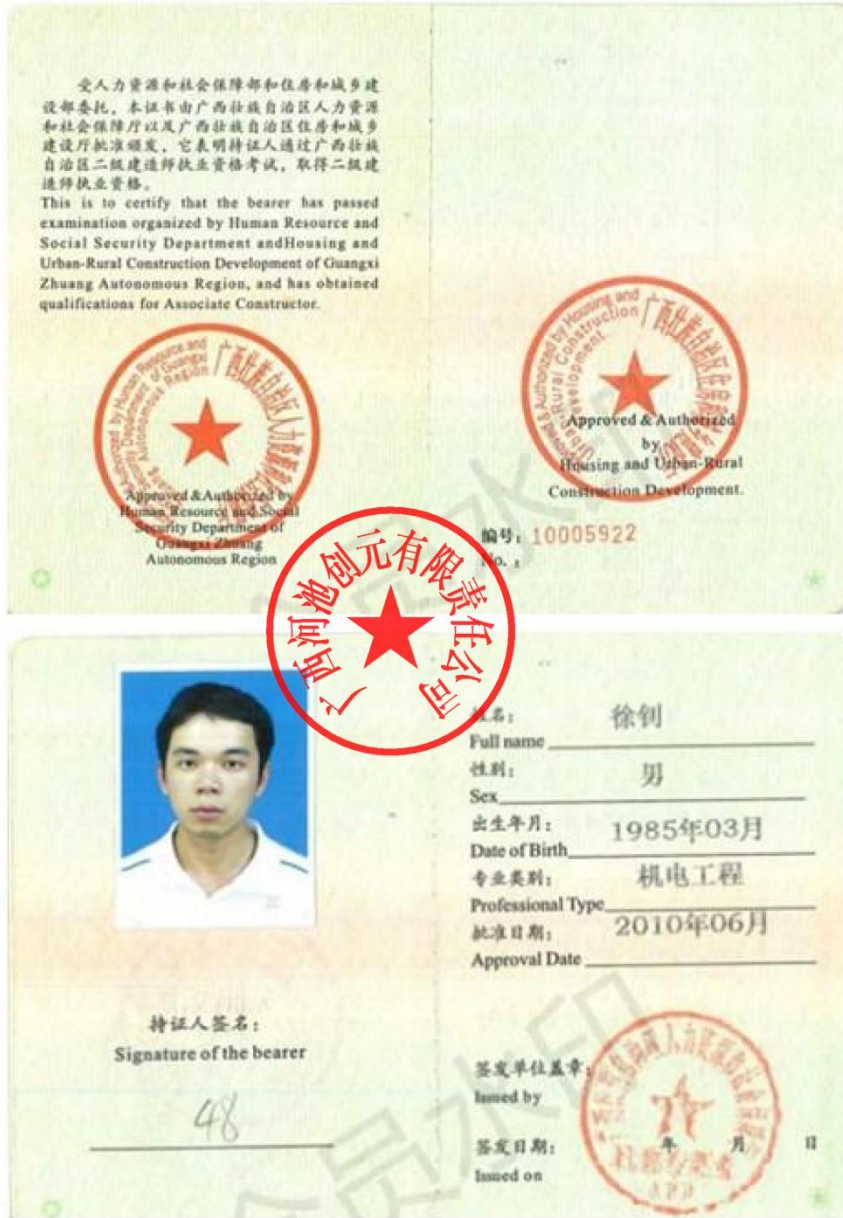 受人力资源和社会保障部和住房和城乡建
设部委托，本证书由广西壮族自治区人力资源
和社会保障厅以及广西壮族自治区住房和城乡
建设厅批准颁发，它表明持证人通过广西壮族
自治区二级建造师执业资格考试，取得二级建
造师执业资格。
This is to certify that the bearer has passed
examination organized by Human Resource and
Social Security Department andHousing and
Urban-Rural Construction Development of Guangxi
Zhuang Autonomous Region, and has obtained
qualifications for Associate Constructor.
Approved & Authorized by
Human Resource and Social
Security Department of
Guangxi Zhuang
Autonomous Region
Approved & Authorized
by
Housing and Urban-Rural
Construction Development.
编号：10005922
No. :
广西河池创元有限责任公司
姓名： 徐钊
Full name
性别： 男
Sex
出生年月： 1985年03月
Date of Birth
专业类别： 机电工程
Professional Type
批准日期： 2010年06月
Approval Date
持证人签名：
Signature of the bearer
48
签发单位盖章：
Issued by
签发日期： 年 月 日
Issued on
会员水印